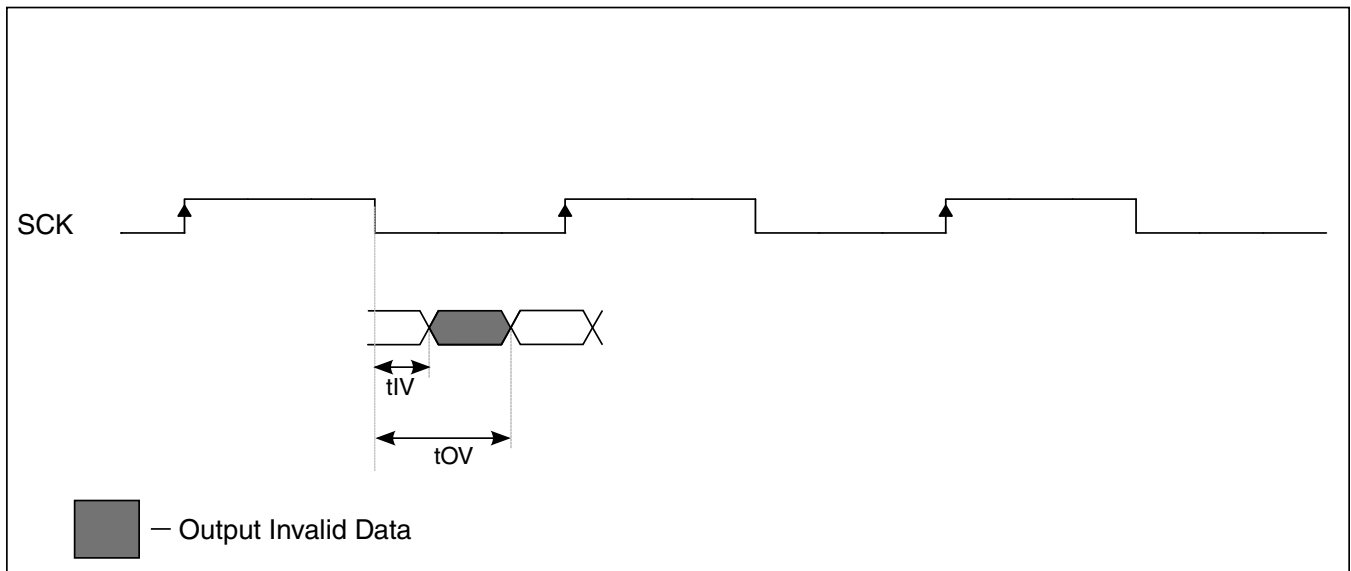 SCK
tIV
tOV
— Output Invalid Data